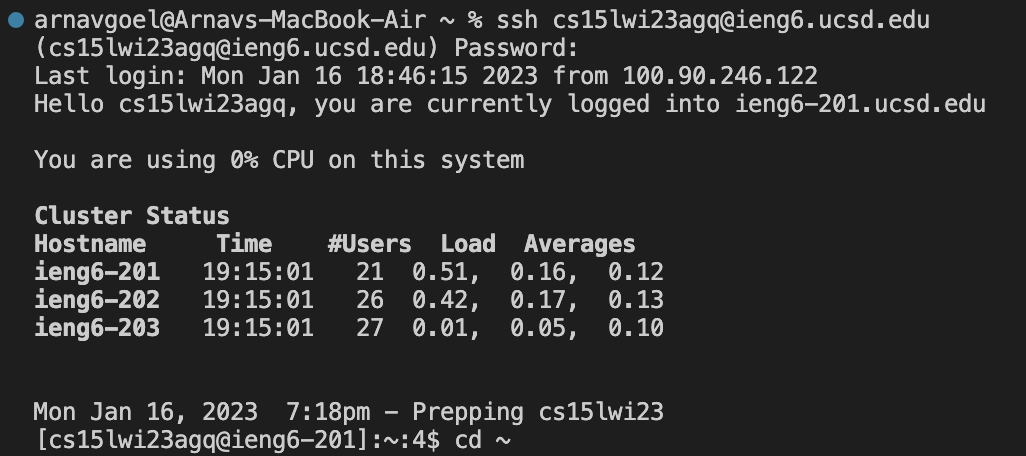 arnavgoel@Arnavs-MacBook-Air ~ % ssh cs15lwi23agq@ieng6.ucsd.edu
(cs15lwi23agq@ieng6.ucsd.edu) Password:
Last login: Mon Jan 16 18:46:15 2023 from 100.90.246.122
Hello cs15lwi23agq, you are currently logged into ieng6-201.ucsd.edu
You are using 0% CPU on this system
Cluster Status
Hostname     Time    #Users  Load  Averages
ieng6-201   19:15:01   21  0.51,  0.16,  0.12
ieng6-202   19:15:01   26  0.42,  0.17,  0.13
ieng6-203   19:15:01   27  0.01,  0.05,  0.10
Mon Jan 16, 2023  7:18pm - Prepping cs15lwi23
[cs15lwi23agq@ieng6-201]:~:4$ cd ~